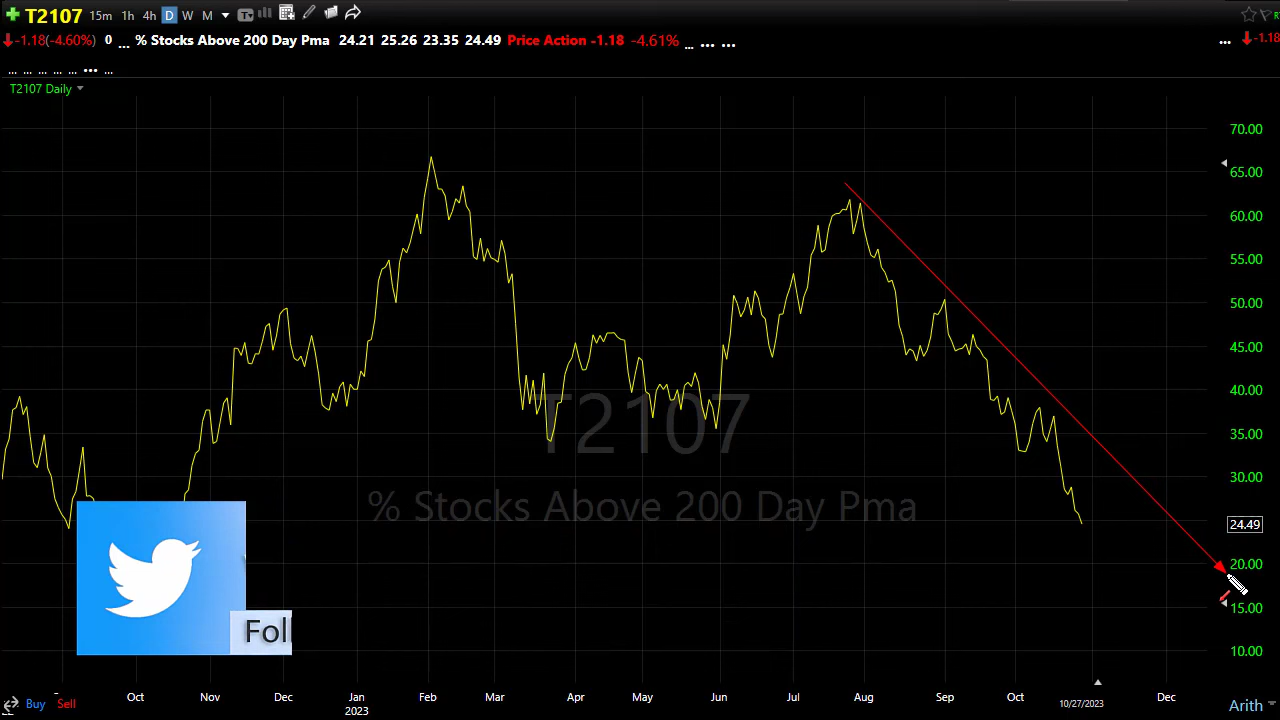 T2107 15m 1h 4h D W M
-1.18(-4.60%) 0 ... % Stocks Above 200 Day Pma 24.21 25.26 23.35 24.49 Price Action -1.18 -4.61% ... ... ... ... -1.18
... ... ... ... ... ... ...
T2107 Daily
70.00
65.00
60.00
55.00
50.00
45.00
40.00
35.00
30.00
24.49
20.00
15.00
10.00
T2107
% Stocks Above 200 Day Pma
Fol
Oct Nov Dec Jan Feb Mar Apr May Jun Jul Aug Sep Oct 10/27/2023 Dec
2023
Buy Sell Arith